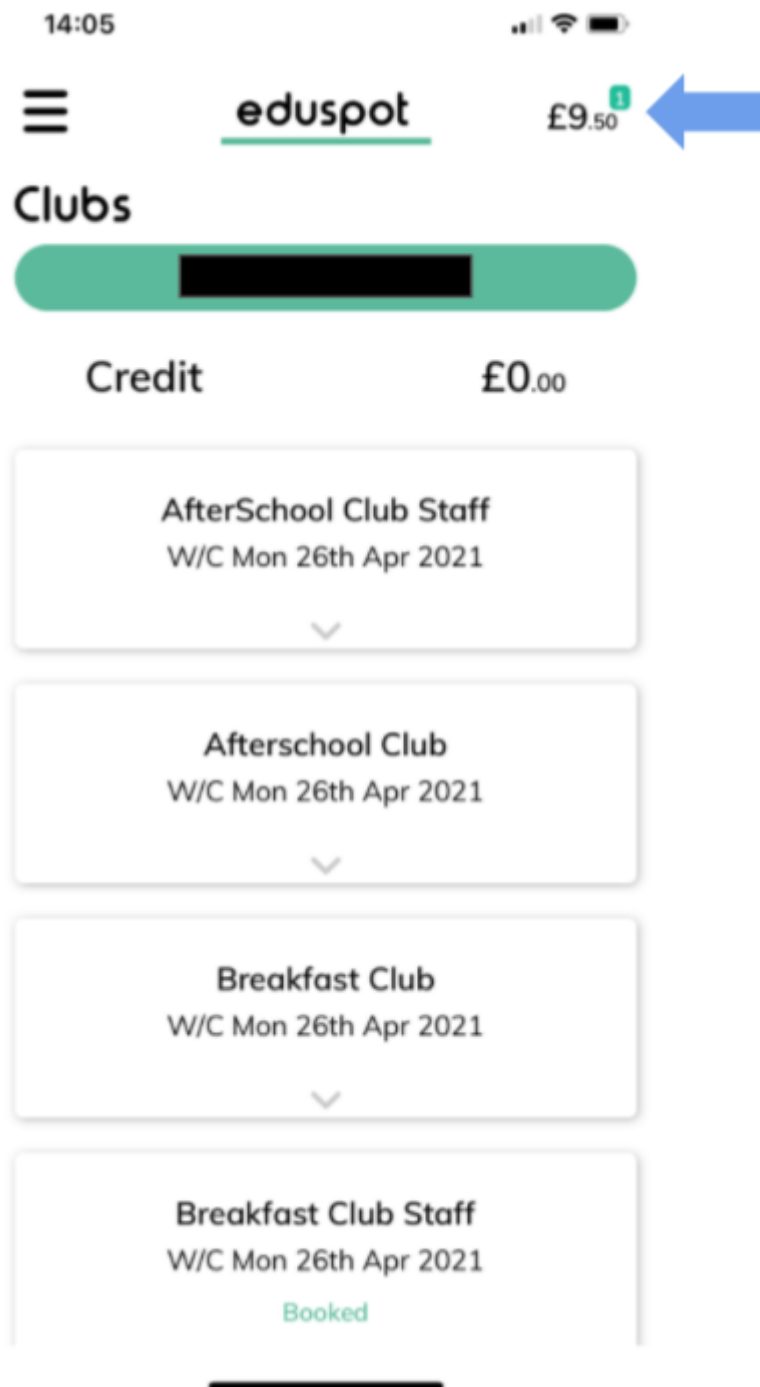 14:05
eduspot
£9.50
1
Clubs
Credit £0.00
AfterSchool Club Staff
W/C Mon 26th Apr 2021
Afterschool Club
W/C Mon 26th Apr 2021
Breakfast Club
W/C Mon 26th Apr 2021
Breakfast Club Staff
W/C Mon 26th Apr 2021
Booked